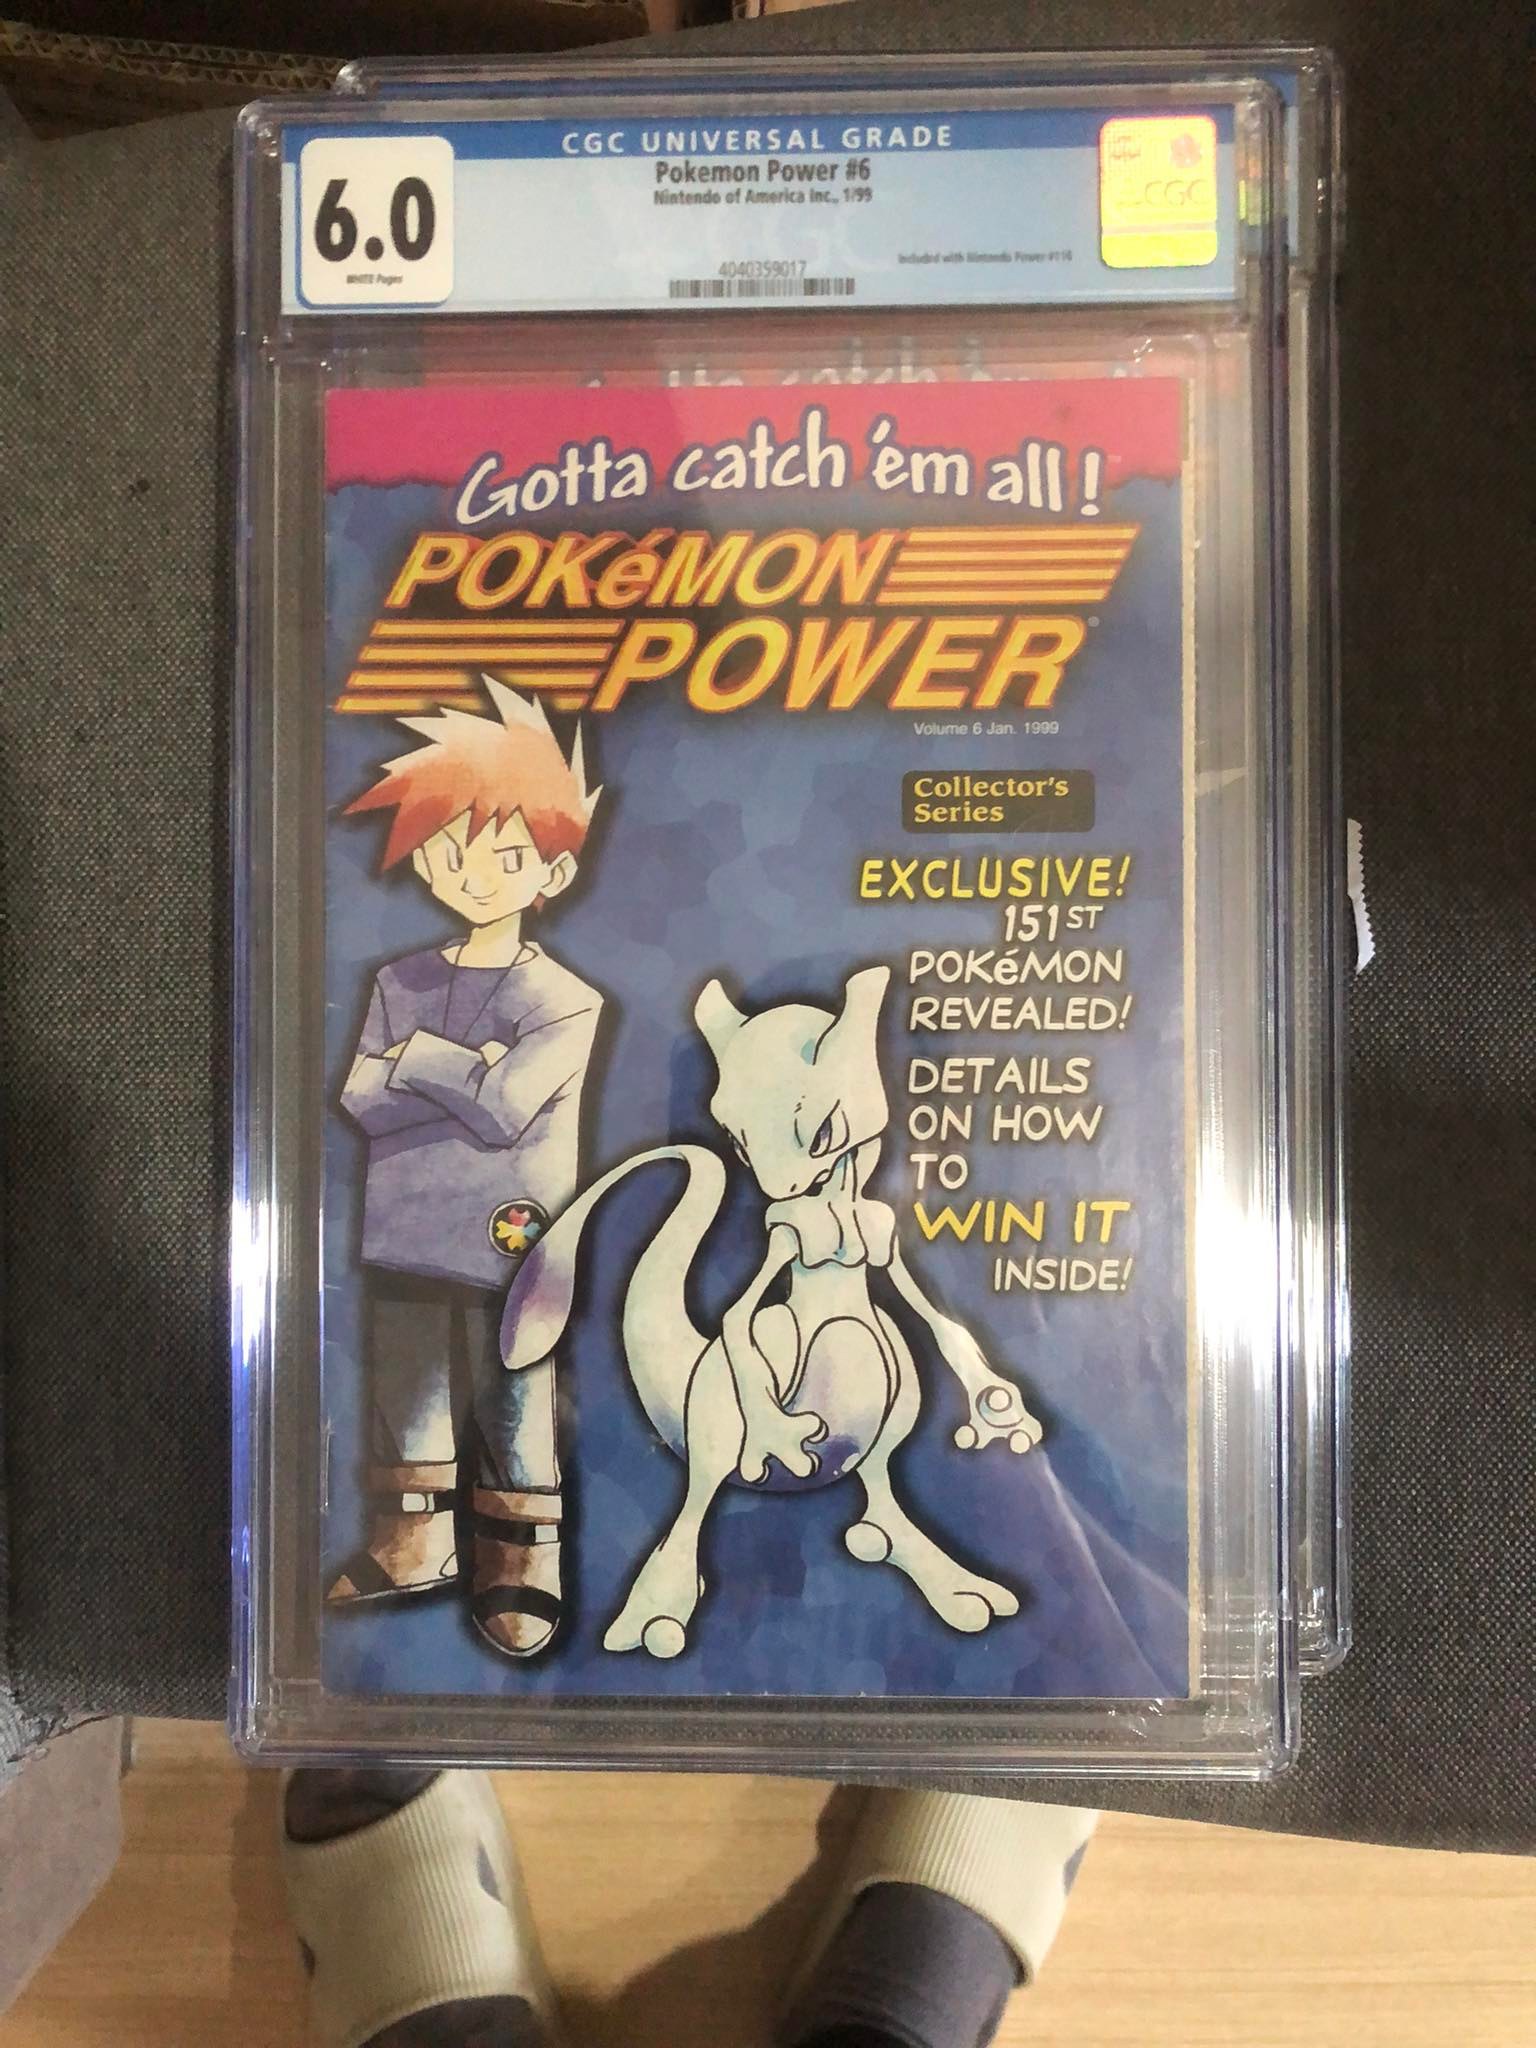 CGC UNIVERSAL GRADE
6.0
WHITE Pages
Pokemon Power #6
Nintendo of America Inc., 1/99
4040359017
Included with Nintendo Power #116
CGC
Gotta catch 'em all!
POKéMON
POWER
Volume 6 Jan. 1999
Collector's
Series
EXCLUSIVE!
151ST
POKéMON
REVEALED!
DETAILS
ON HOW
TO
WIN IT
INSIDE!